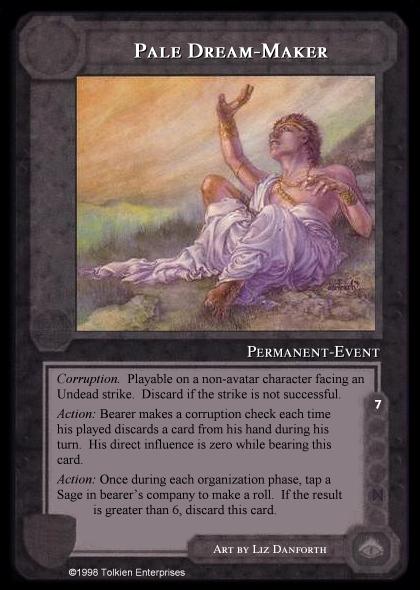 PALE DREAM-MAKER
PERMANENT-EVENT
Corruption. Playable on a non-avatar character facing an
Undead strike. Discard if the strike is not successful.
7
Action: Bearer makes a corruption check each time
his played discards a card from his hand during his
turn. His direct influence is zero while bearing this
card.
Action: Once during each organization phase, tap a
Sage in bearer's company to make a roll. If the result
is greater than 6, discard this card.
ART BY LIZ DANFORTH
©1998 Tolkien Enterprises